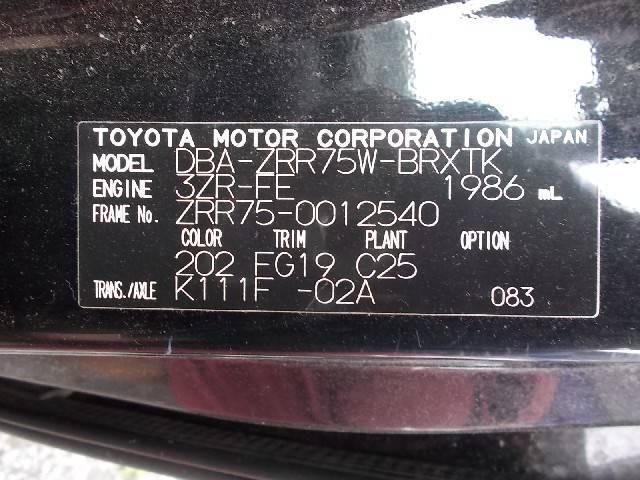 TOYOTA MOTOR CORPORATION JAPAN
MODEL DBA-ZRR75W-BRXTK
ENGINE 3ZR-FE 1986 mL
FRAME No. ZRR75-0012540
COLOR TRIM PLANT OPTION
202 FG19 C25
TRANS./AXLE K111F -02A 083